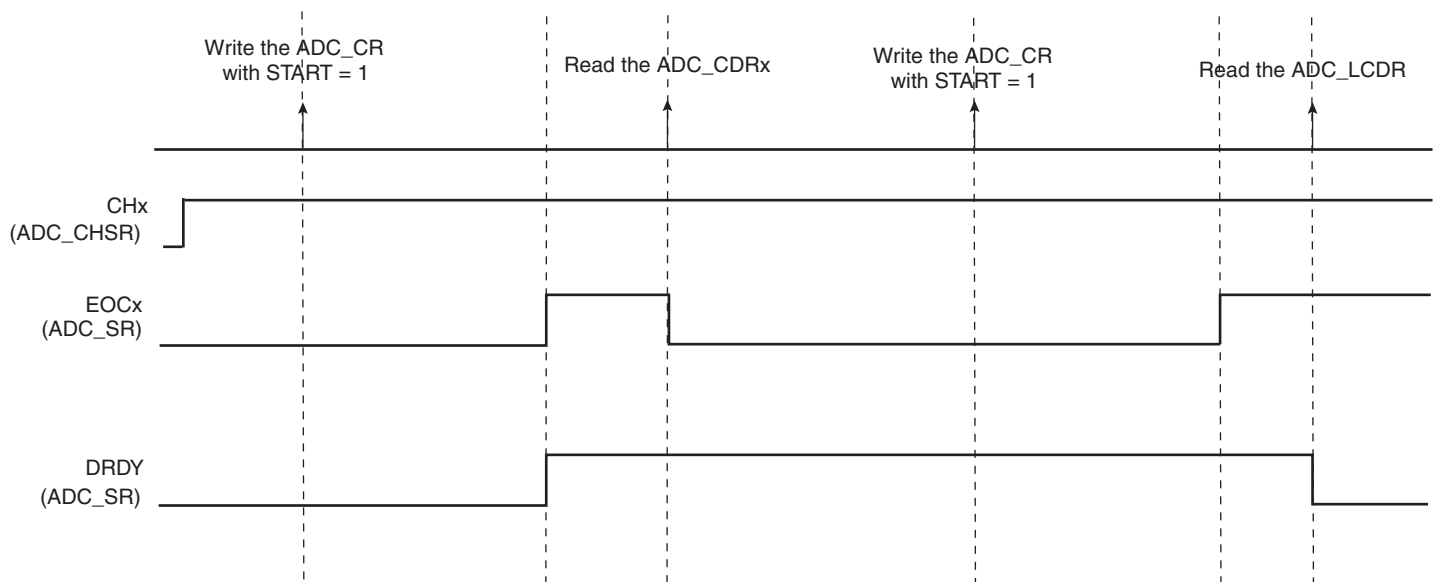 Write the ADC_CR
with START = 1
Read the ADC_CDRx
Write the ADC_CR
with START = 1
Read the ADC_LCDR
CHx
(ADC_CHSR)
EOCx
(ADC_SR)
DRDY
(ADC_SR)